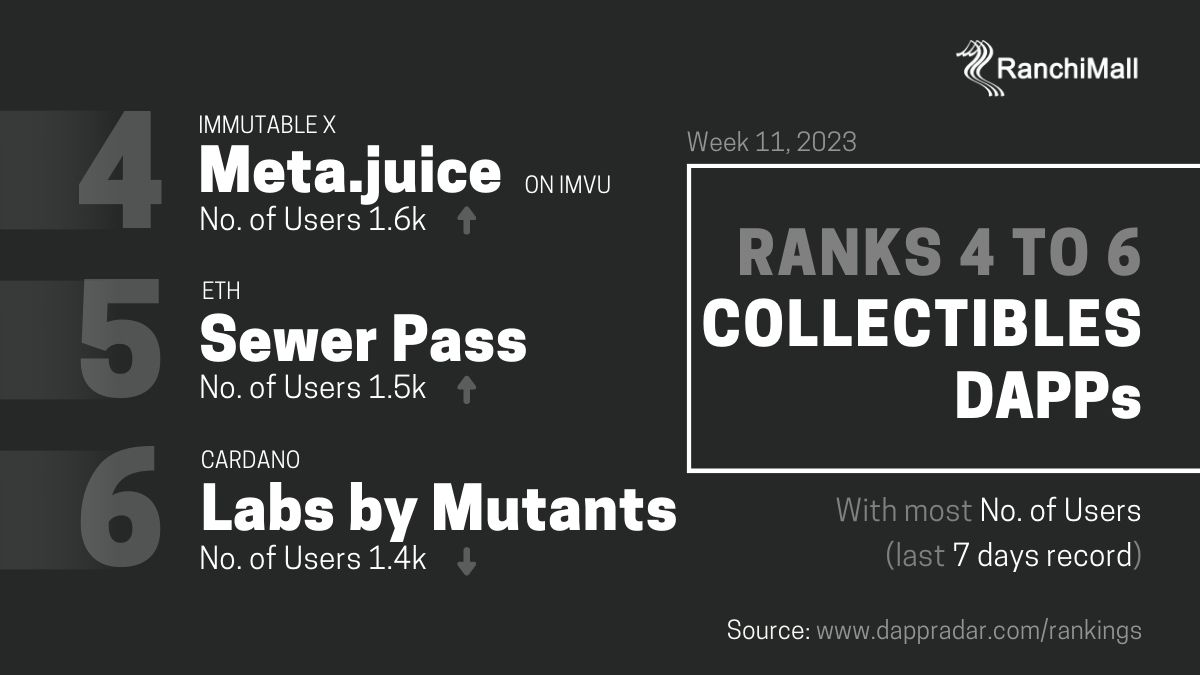 RanchiMall
4
IMMUTABLE X
Meta.juice ON IMVU
No. of Users 1.6k
5
ETH
Sewer Pass
No. of Users 1.5k
6
CARDANO
Labs by Mutants
No. of Users 1.4k
Week 11, 2023
RANKS 4 TO 6
COLLECTIBLES
DAPPs
With most No. of Users
(last 7 days record)
Source: www.dappradar.com/rankings